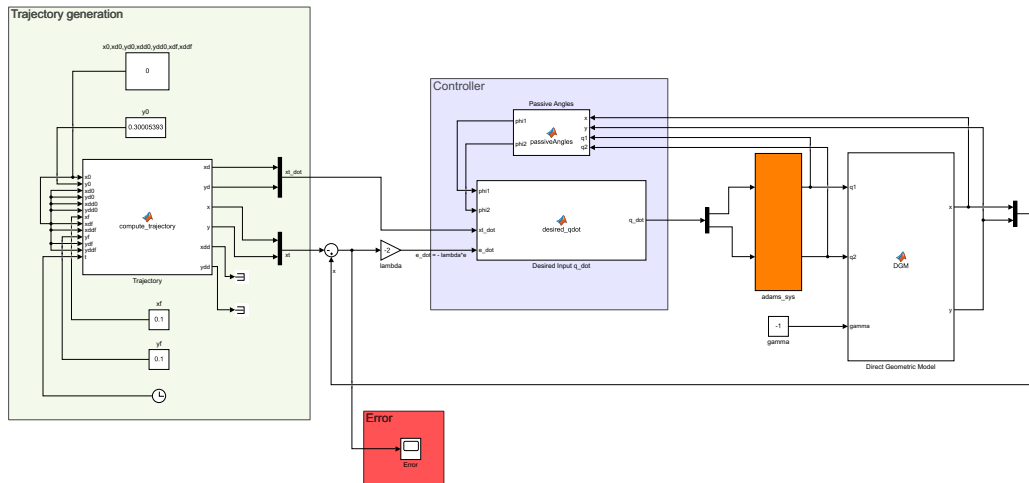 Trajectory generation
x0,xd0,yd0,xdd0,ydd0,xdf,xddf
0
y0
0.30005393
x0
y0
xd0
yd0
xdd0
ydd0
xf
xdf
xddf
yf
ydf
yddf
t
compute_trajectory
xd
yd
x
y
xdd
ydd
Trajectory
xf
0.1
yf
0.1
xt_dot
xt
x
-2
lambda
e_dot = - lambda*e
Controller
Passive Angles
phi1
phi2
passiveAngles
x
y
q1
q2
phi1
phi2
xt_dot
e_dot
desired_qdot
q_dot
Desired Input q_dot
adams_sys
-1
gamma
q1
q2
gamma
DGM
x
y
Direct Geometric Model
Error
Error